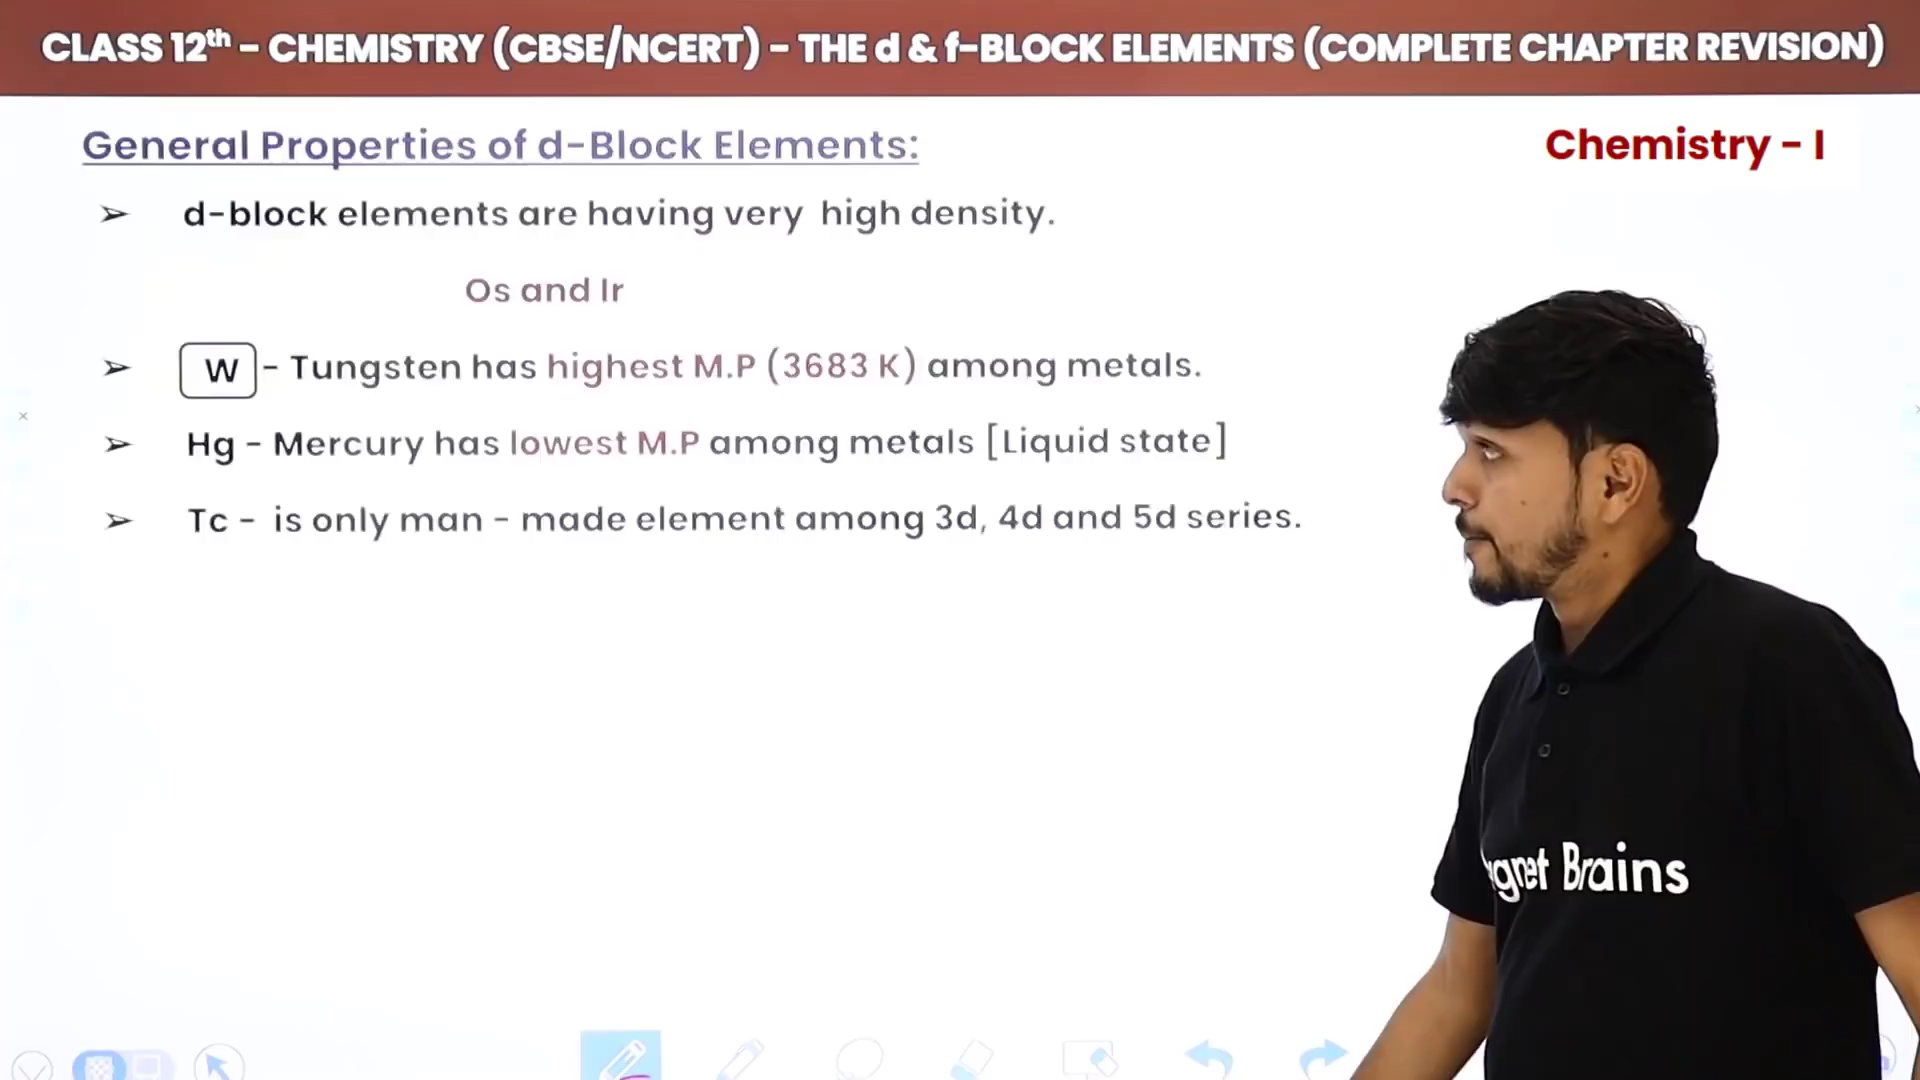 CLASS 12th – CHEMISTRY (CBSE/NCERT) – THE d & f–BLOCK ELEMENTS (COMPLETE CHAPTER REVISION)
General Properties of d-Block Elements:
Chemistry – I
➢ d-block elements are having very high density.
Os and Ir
➢ W - Tungsten has highest M.P (3683 K) among metals.
➢ Hg - Mercury has lowest M.P among metals [Liquid state]
➢ Tc - is only man - made element among 3d, 4d and 5d series.
gnet Brains